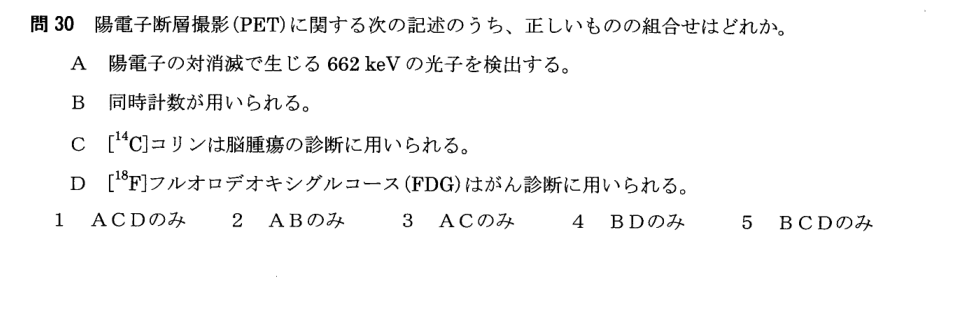 問30 陽電子断層撮影(PET)に関する次の記述のうち、正しいものの組合せはどれか。
A 陽電子の対消滅で生じる 662 keV の光子を検出する。
B 同時計数が用いられる。
C [¹⁴C]コリンは脳腫瘍の診断に用いられる。
D [¹⁸F]フルオロデオキシグルコース(FDG)はがん診断に用いられる。
1 ACDのみ 2 ABのみ 3 ACのみ 4 BDのみ 5 BCDのみ